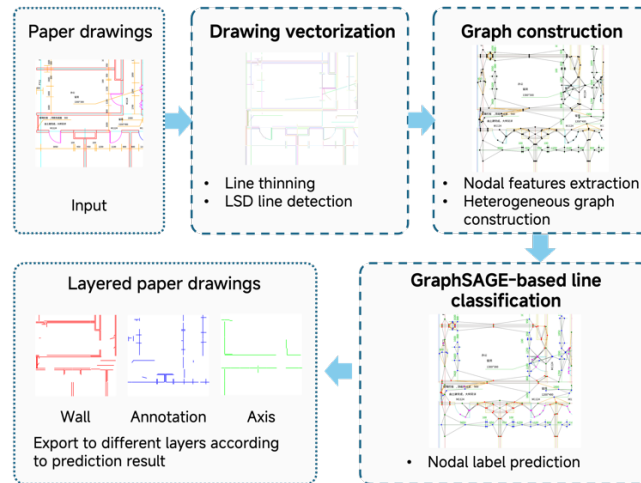 Paper drawings
Input
Drawing vectorization
• Line thinning
• LSD line detection
Graph construction
• Nodal features extraction
• Heterogeneous graph
construction
GraphSAGE-based line
classification
• Nodal label prediction
Layered paper drawings
Wall
Annotation
Axis
Export to different layers according
to prediction result